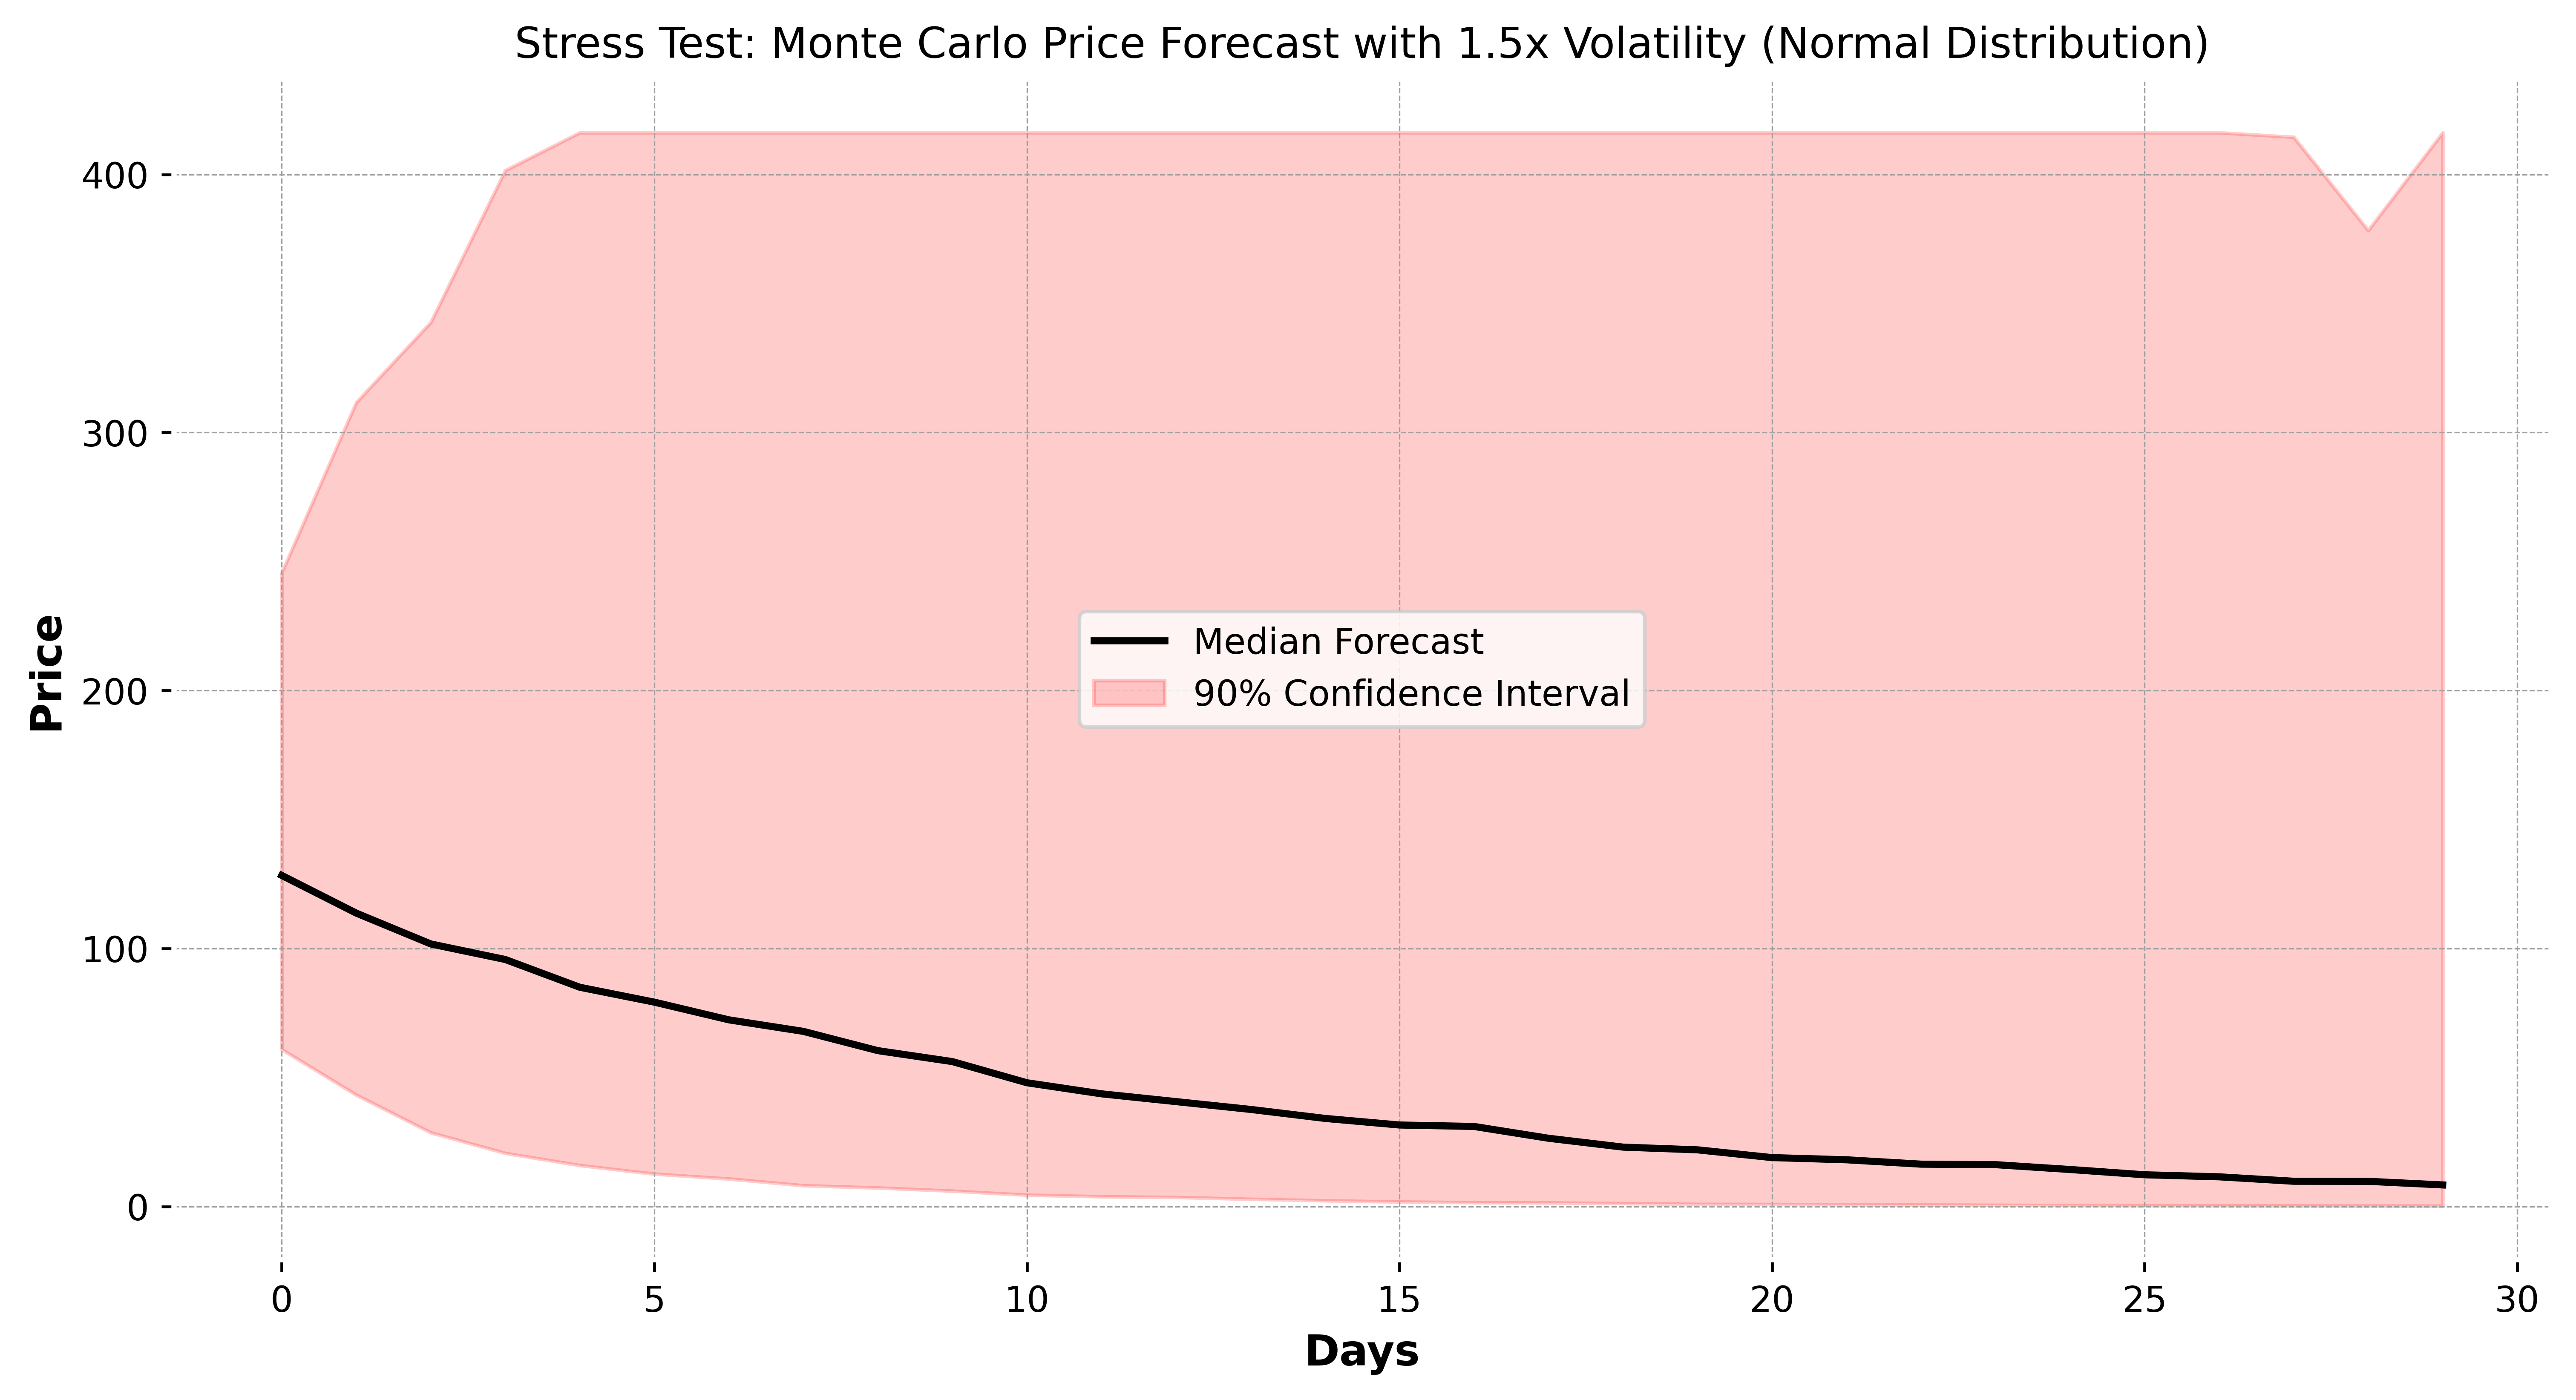 Stress Test: Monte Carlo Price Forecast with 1.5x Volatility (Normal Distribution)
400
300
200
100
0
Price
Median Forecast
90% Confidence Interval
0 5 10 15 20 25 30
Days